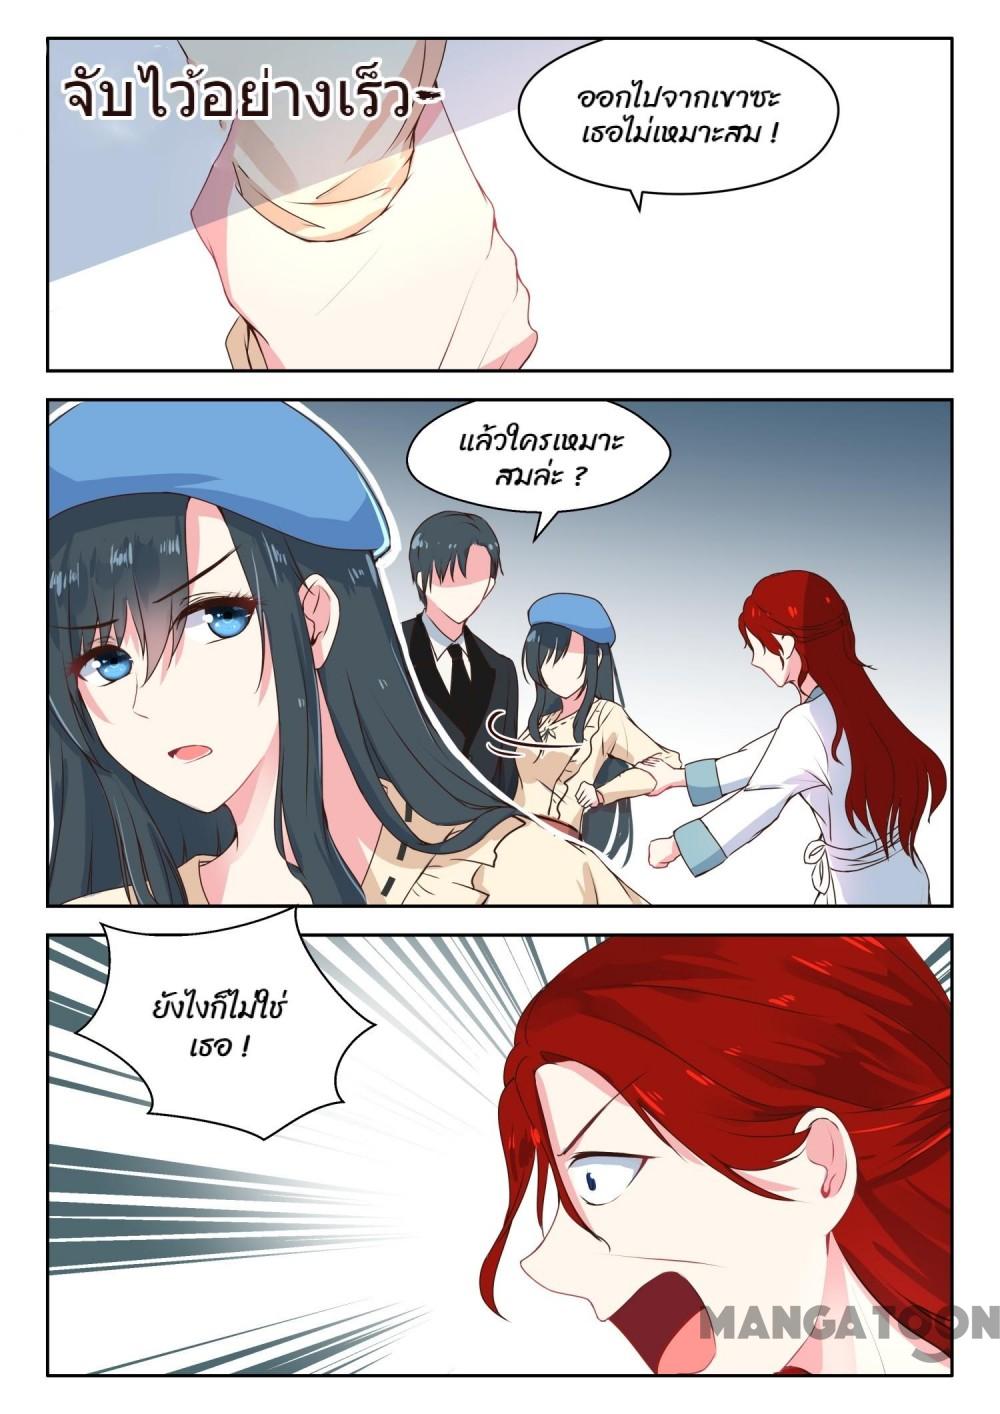 จับไว้อย่างเร็ว-
ออกไปจากเขาซะ
เธอไม่เหมาะสม !
แล้วใครเหมาะ
สมล่ะ ?
ยังไงก็ไม่ใช่
เธอ !
MANGATOON